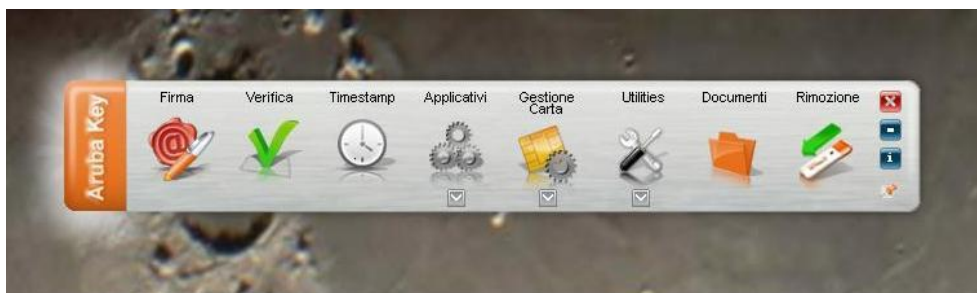 Aruba Key
Firma
Verifica
Timestamp
Applicativi
Gestione
Carta
Utilities
Documenti
Rimozione